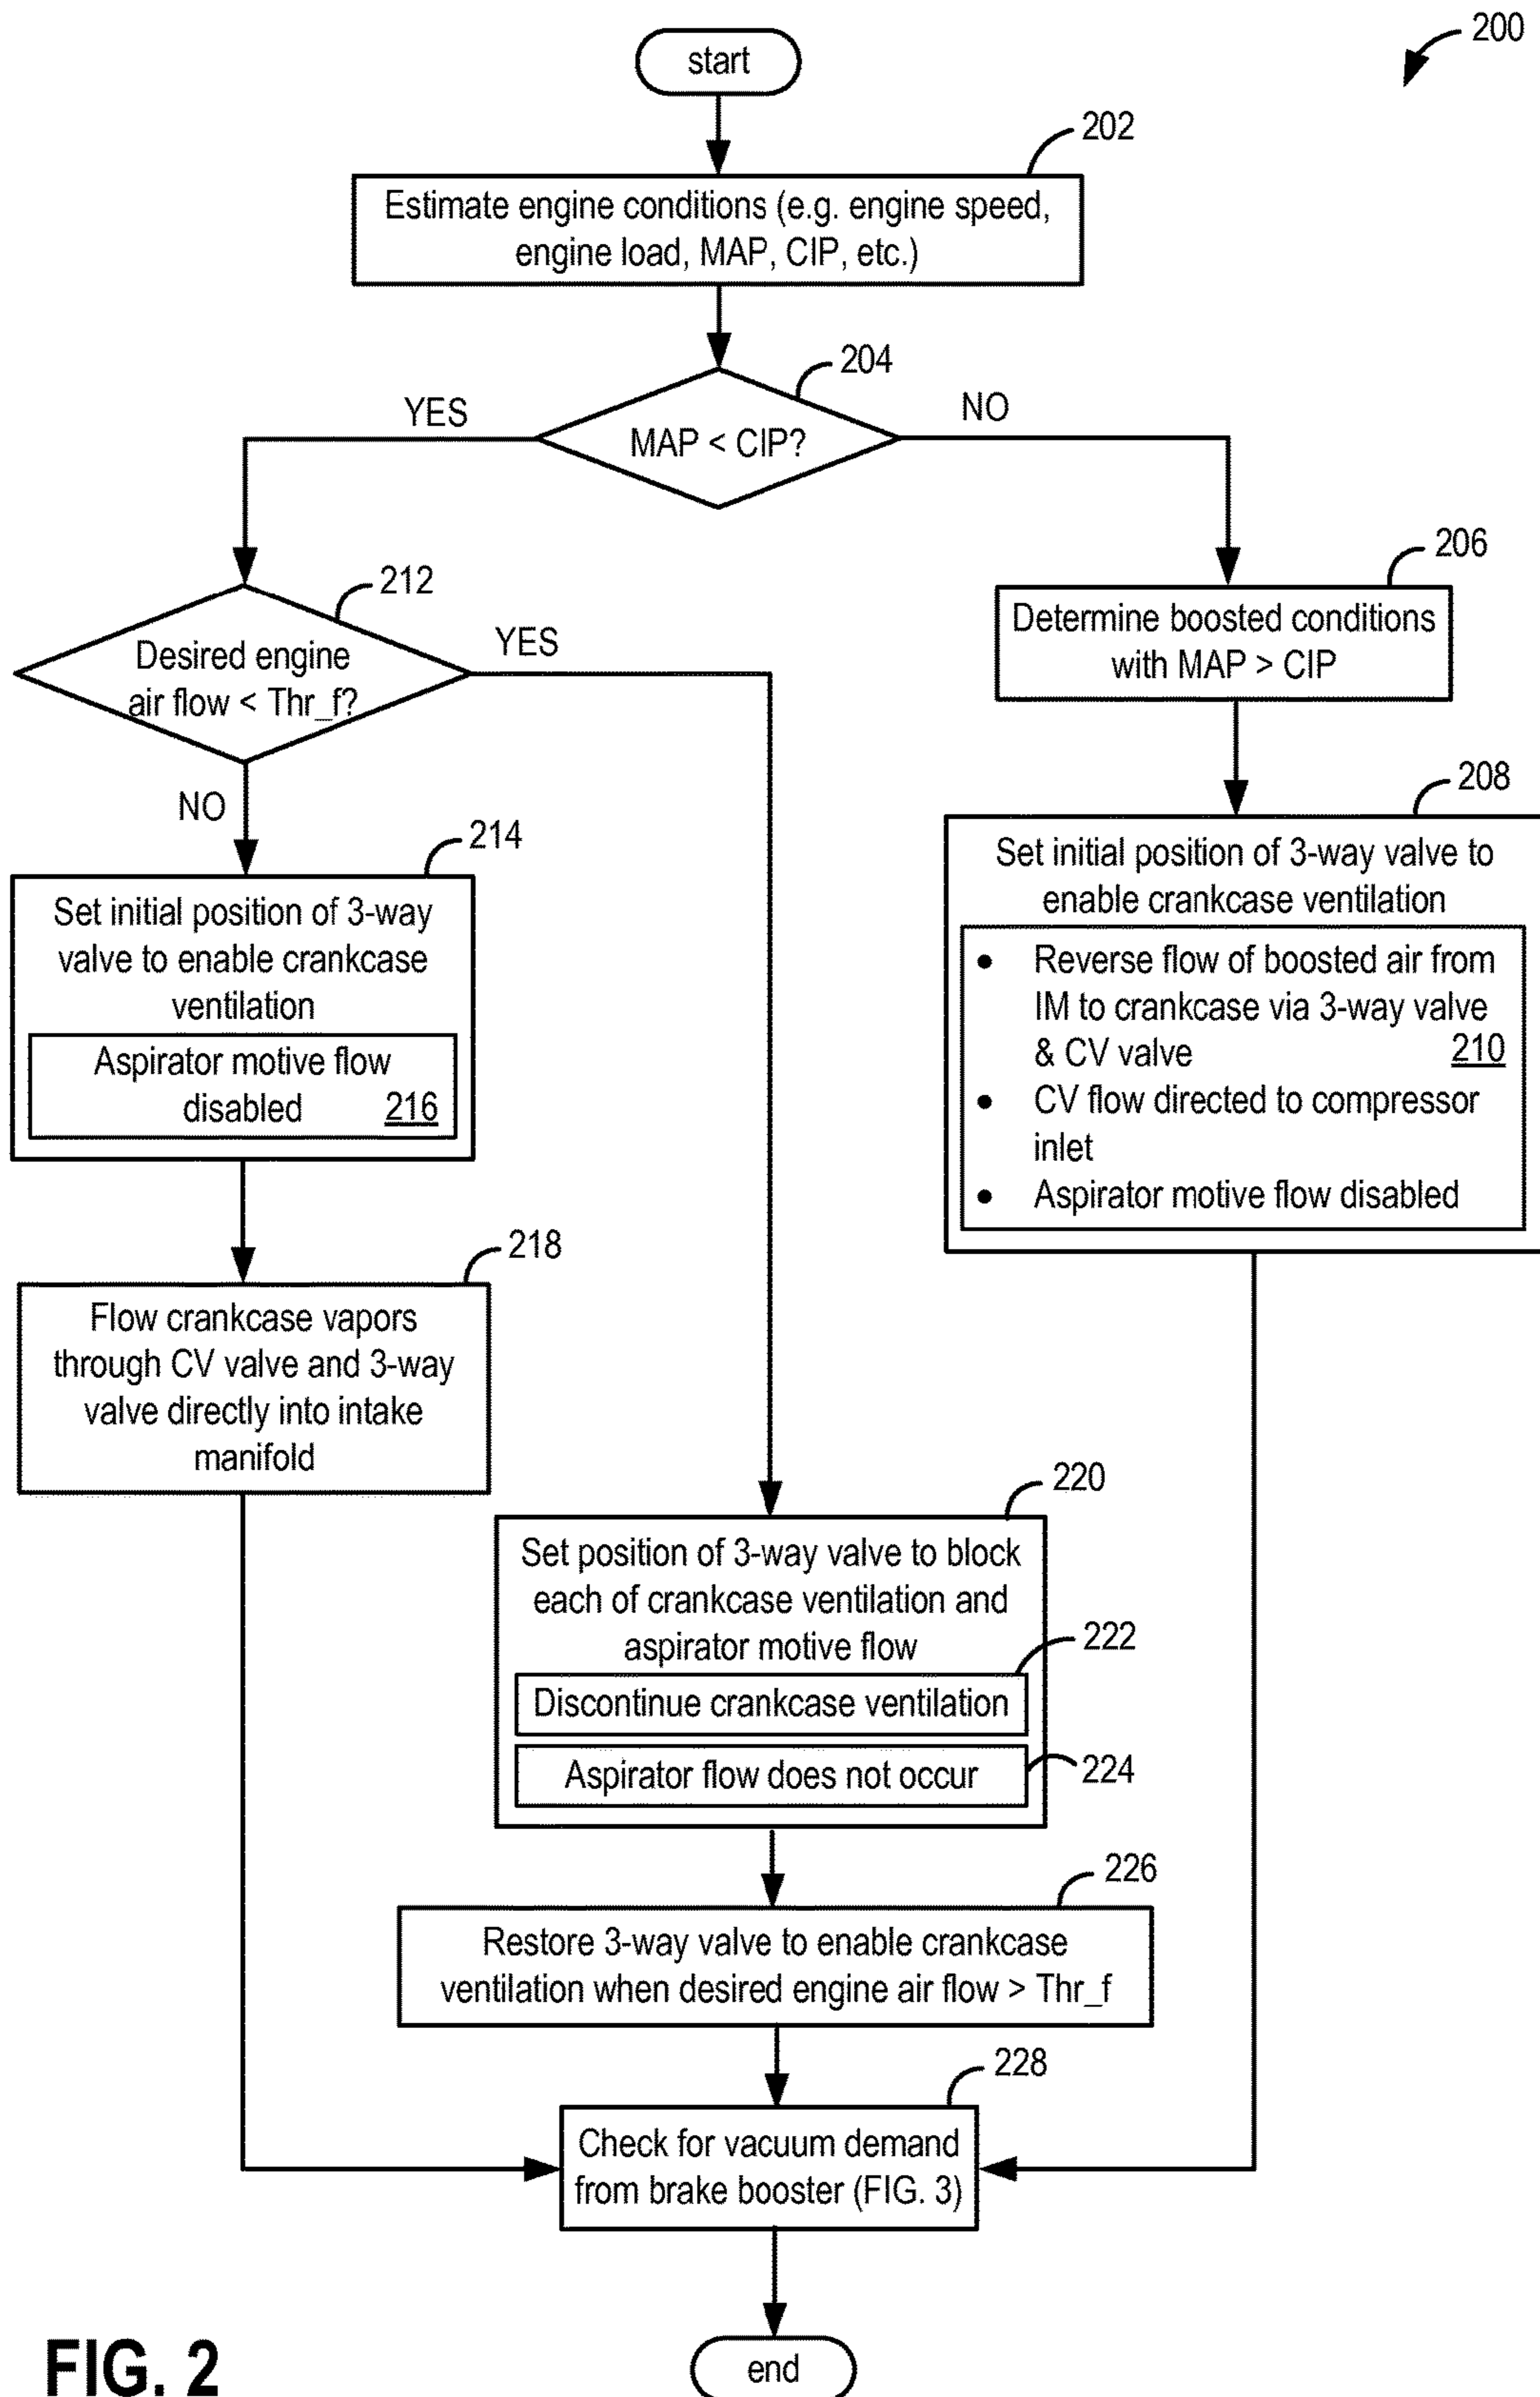 200
start
202
Estimate engine conditions (e.g. engine speed,
engine load, MAP, CIP, etc.)
204
YES
NO
MAP < CIP?
206
Determine boosted conditions
with MAP > CIP
212
Desired engine
air flow < Thr_f?
YES
NO
208
Set initial position of 3-way valve to
enable crankcase ventilation
• Reverse flow of boosted air from
IM to crankcase via 3-way valve
& CV valve 210
• CV flow directed to compressor
inlet
• Aspirator motive flow disabled
214
Set initial position of 3-way
valve to enable crankcase
ventilation
Aspirator motive flow
disabled 216
218
Flow crankcase vapors
through CV valve and 3-way
valve directly into intake
manifold
220
Set position of 3-way valve to block
each of crankcase ventilation and
aspirator motive flow
222
Discontinue crankcase ventilation
Aspirator flow does not occur
224
226
Restore 3-way valve to enable crankcase
ventilation when desired engine air flow > Thr_f
228
Check for vacuum demand
from brake booster (FIG. 3)
end
FIG. 2